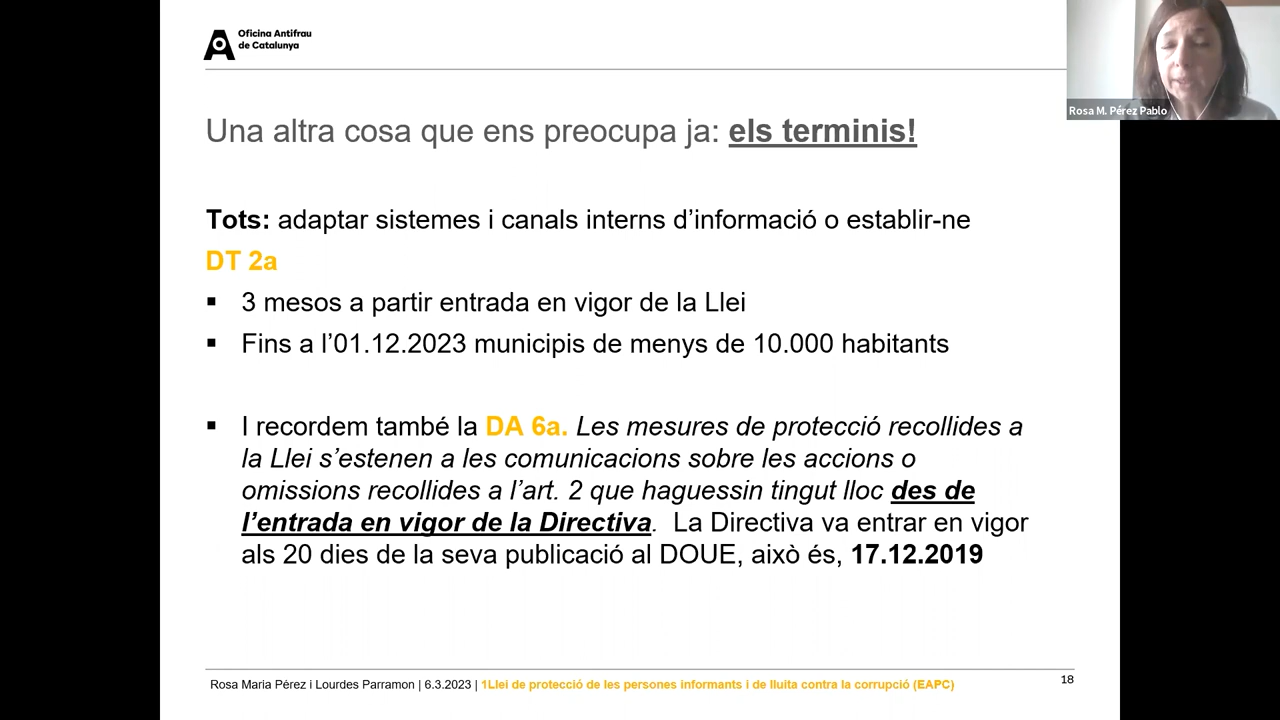 Oficina Antifrau
de Catalunya
Rosa M. Pérez Pablo
Una altra cosa que ens preocupa ja: els terminis!
Tots: adaptar sistemes i canals interns d’informació o establir-ne
DT 2a
▪ 3 mesos a partir entrada en vigor de la Llei
▪ Fins a l’01.12.2023 municipis de menys de 10.000 habitants
▪ I recordem també la DA 6a. Les mesures de protecció recollides a
la Llei s’estenen a les comunicacions sobre les accions o
omissions recollides a l’art. 2 que haguessin tingut lloc des de
l’entrada en vigor de la Directiva. La Directiva va entrar en vigor
als 20 dies de la seva publicació al DOUE, això és, 17.12.2019
Rosa Maria Pérez i Lourdes Parramon | 6.3.2023 | 1Llei de protecció de les persones informants i de lluita contra la corrupció (EAPC)
18